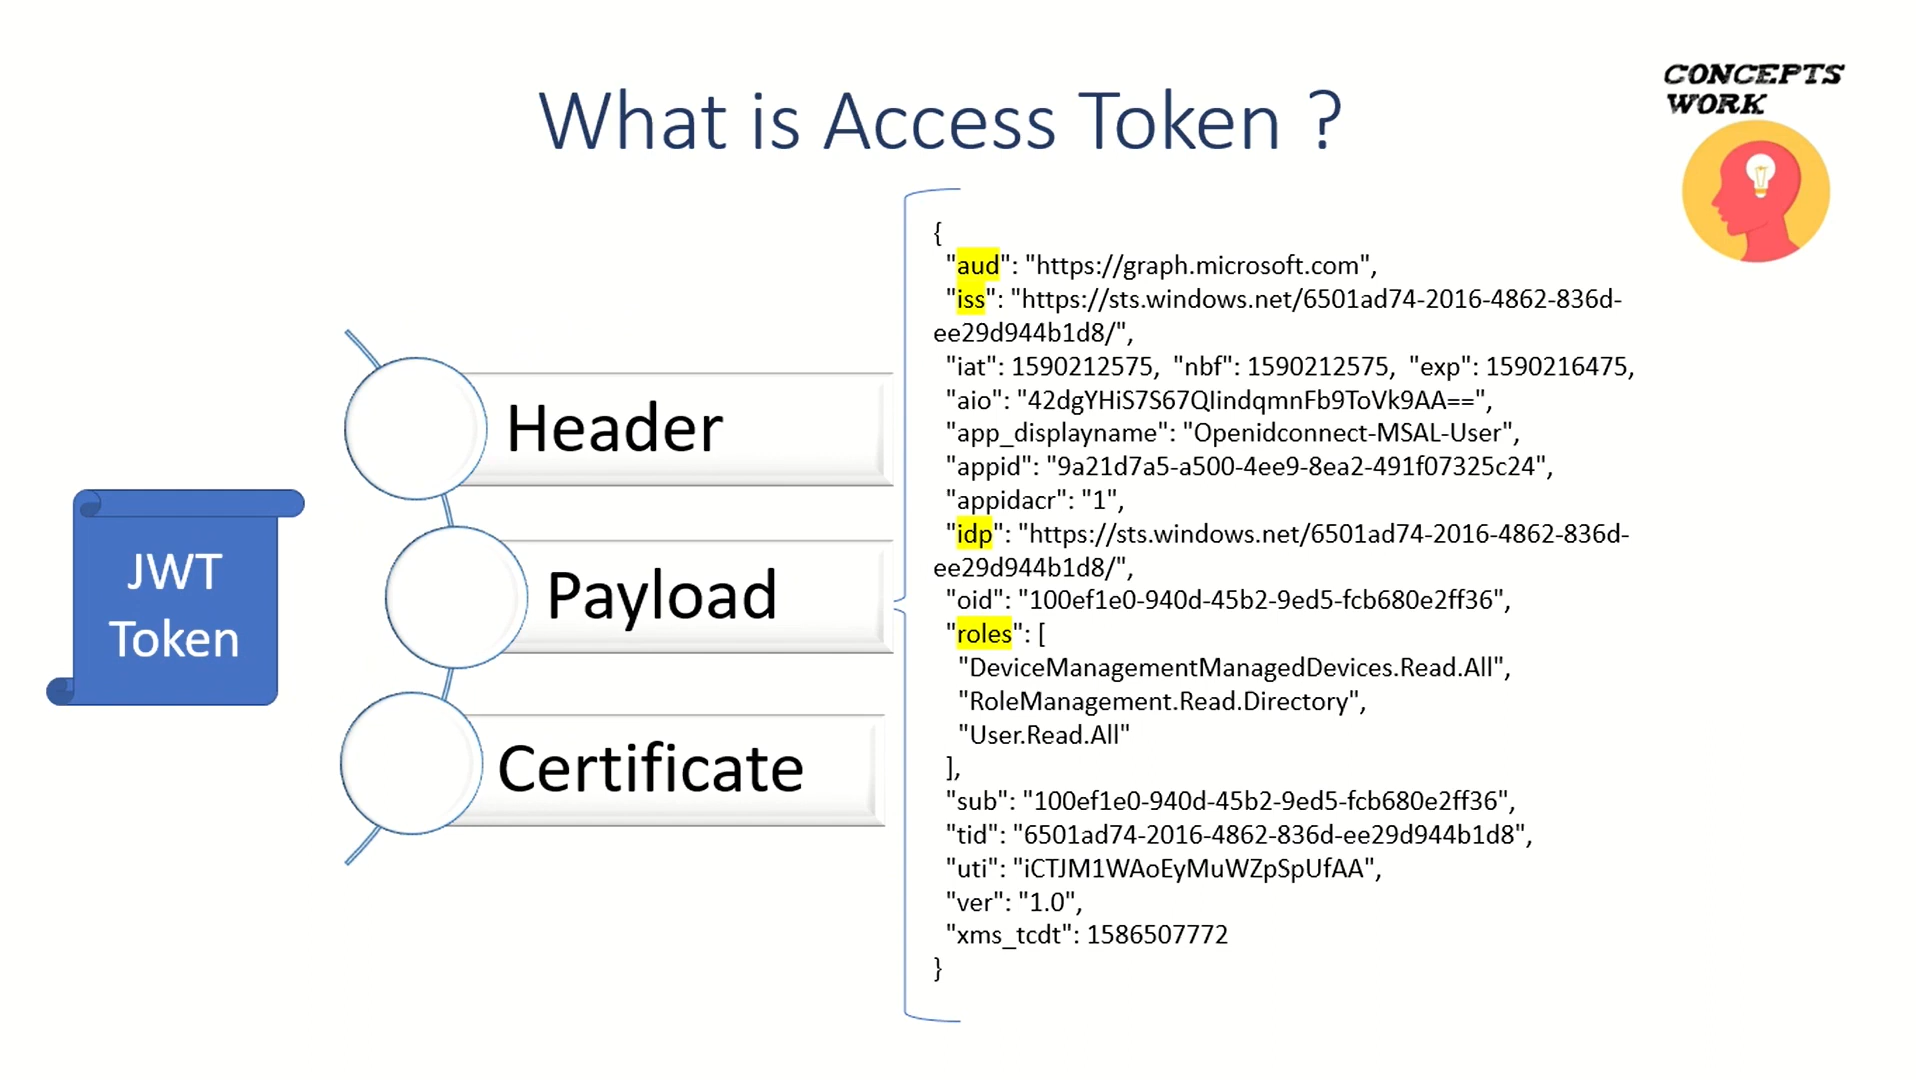 What is Access Token ?
CONCEPTS
WORK
JWT
Token
Header
Payload
Certificate
{
"aud": "https://graph.microsoft.com",
"iss": "https://sts.windows.net/6501ad74-2016-4862-836d-
ee29d944b1d8/",
"iat": 1590212575, "nbf": 1590212575, "exp": 1590216475,
"aio": "42dgYHiS7S67QIindqmnFb9ToVk9AA==",
"app_displayname": "Openidconnect-MSAL-User",
"appid": "9a21d7a5-a500-4ee9-8ea2-491f07325c24",
"appidacr": "1",
"idp": "https://sts.windows.net/6501ad74-2016-4862-836d-
ee29d944b1d8/",
"oid": "100ef1e0-940d-45b2-9ed5-fcb680e2ff36",
"roles": [
"DeviceManagementManagedDevices.Read.All",
"RoleManagement.Read.Directory",
"User.Read.All"
],
"sub": "100ef1e0-940d-45b2-9ed5-fcb680e2ff36",
"tid": "6501ad74-2016-4862-836d-ee29d944b1d8",
"uti": "iCTJM1WAoEyMuWZpSpUfAA",
"ver": "1.0",
"xms_tcdt": 1586507772
}